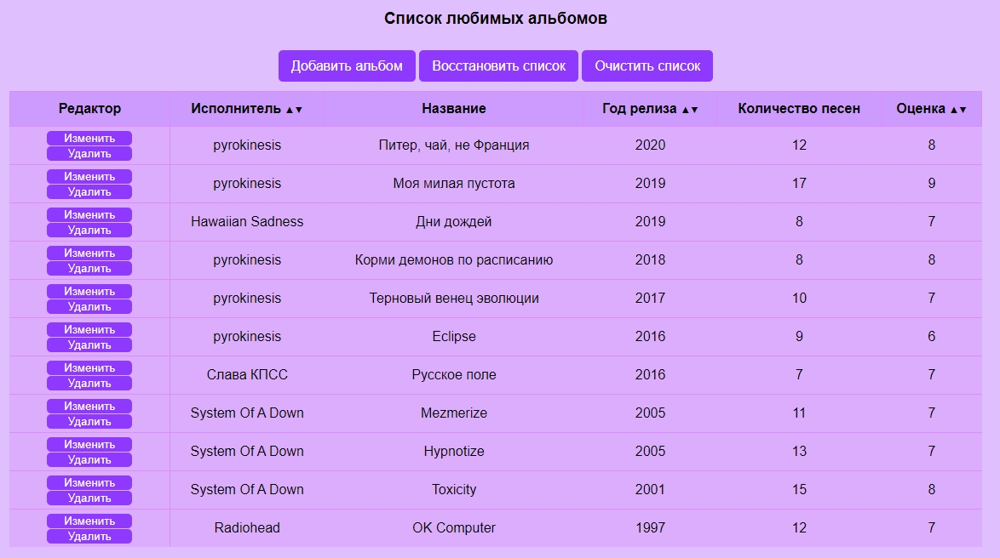 Список любимых альбомов
Добавить альбом Восстановить список Очистить список
Редактор Исполнитель ▲▼ Название Год релиза ▲▼ Количество песен Оценка ▲▼
Изменить
Удалить
pyrokinesis Питер, чай, не Франция 2020 12 8
Изменить
Удалить
pyrokinesis Моя милая пустота 2019 17 9
Изменить
Удалить
Hawaiian Sadness Дни дождей 2019 8 7
Изменить
Удалить
pyrokinesis Корми демонов по расписанию 2018 8 8
Изменить
Удалить
pyrokinesis Терновый венец эволюции 2017 10 7
Изменить
Удалить
pyrokinesis Eclipse 2016 9 6
Изменить
Удалить
Слава КПСС Русское поле 2016 7 7
Изменить
Удалить
System Of A Down Mezmerize 2005 11 7
Изменить
Удалить
System Of A Down Hypnotize 2005 13 7
Изменить
Удалить
System Of A Down Toxicity 2001 15 8
Изменить
Удалить
Radiohead OK Computer 1997 12 7